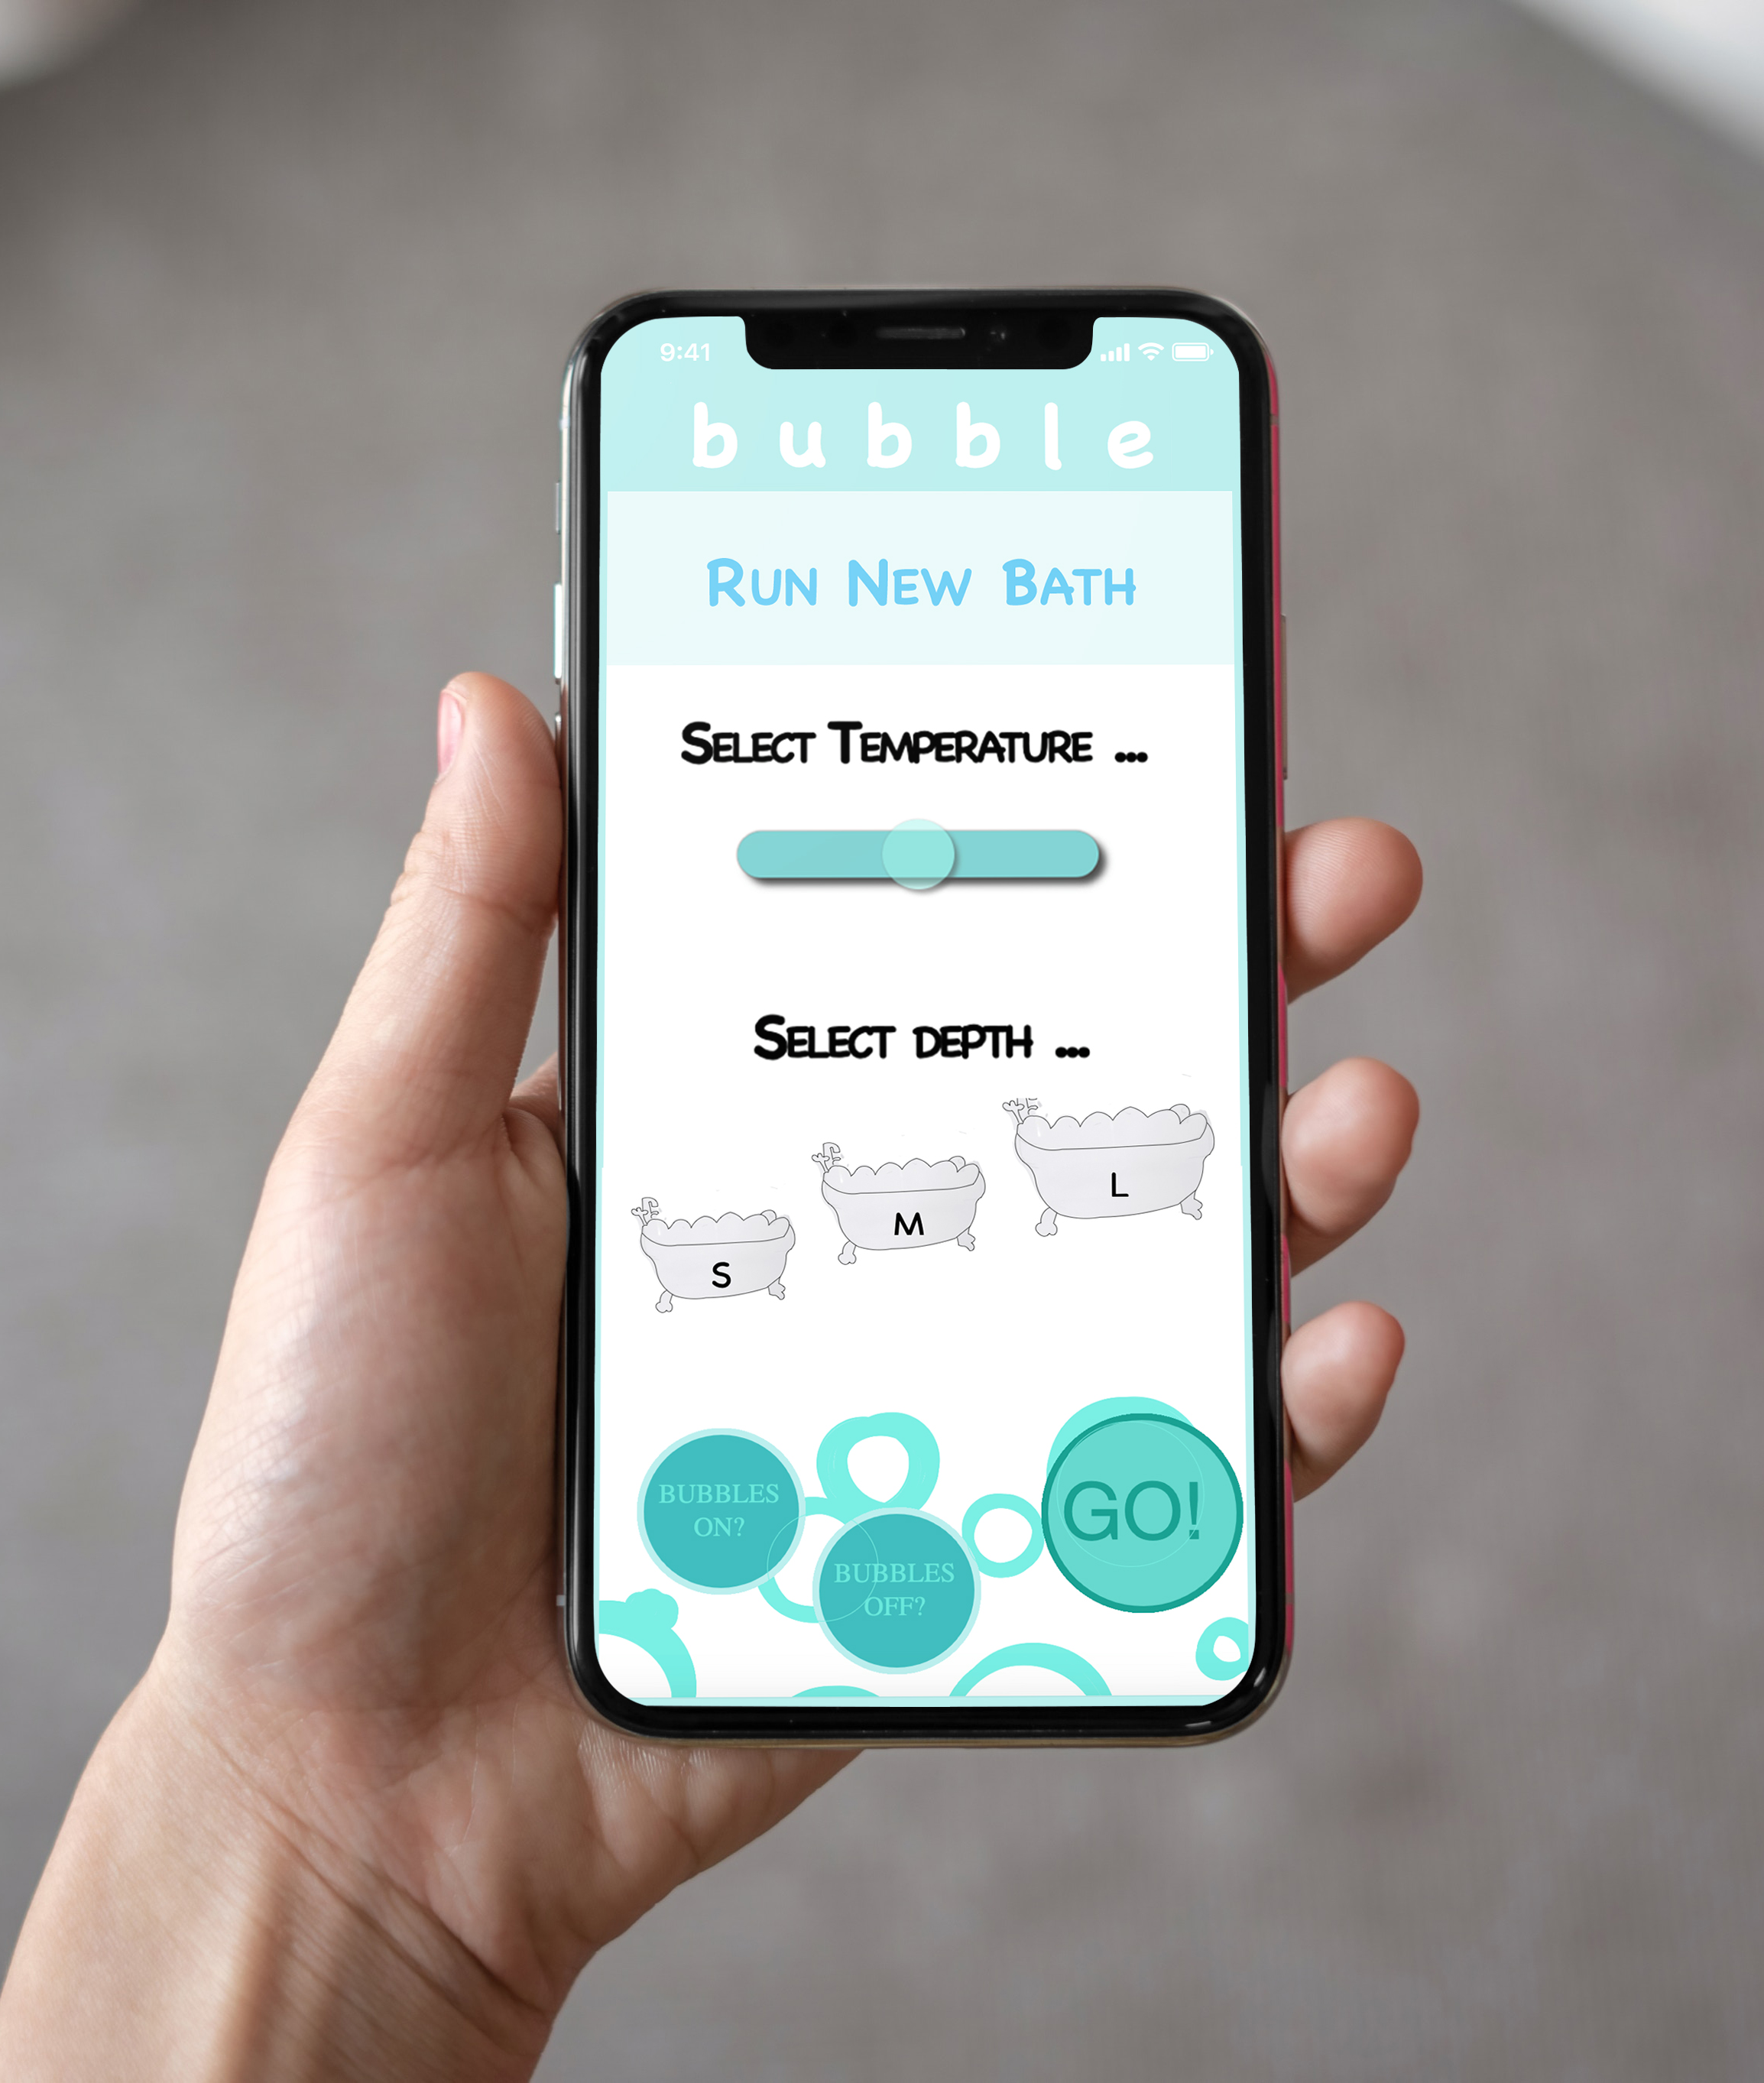 9:41
bubble
Run New Bath
Select Temperature ...
Select depth ...
S
M
L
BUBBLES
ON?
BUBBLES
OFF?
GO!